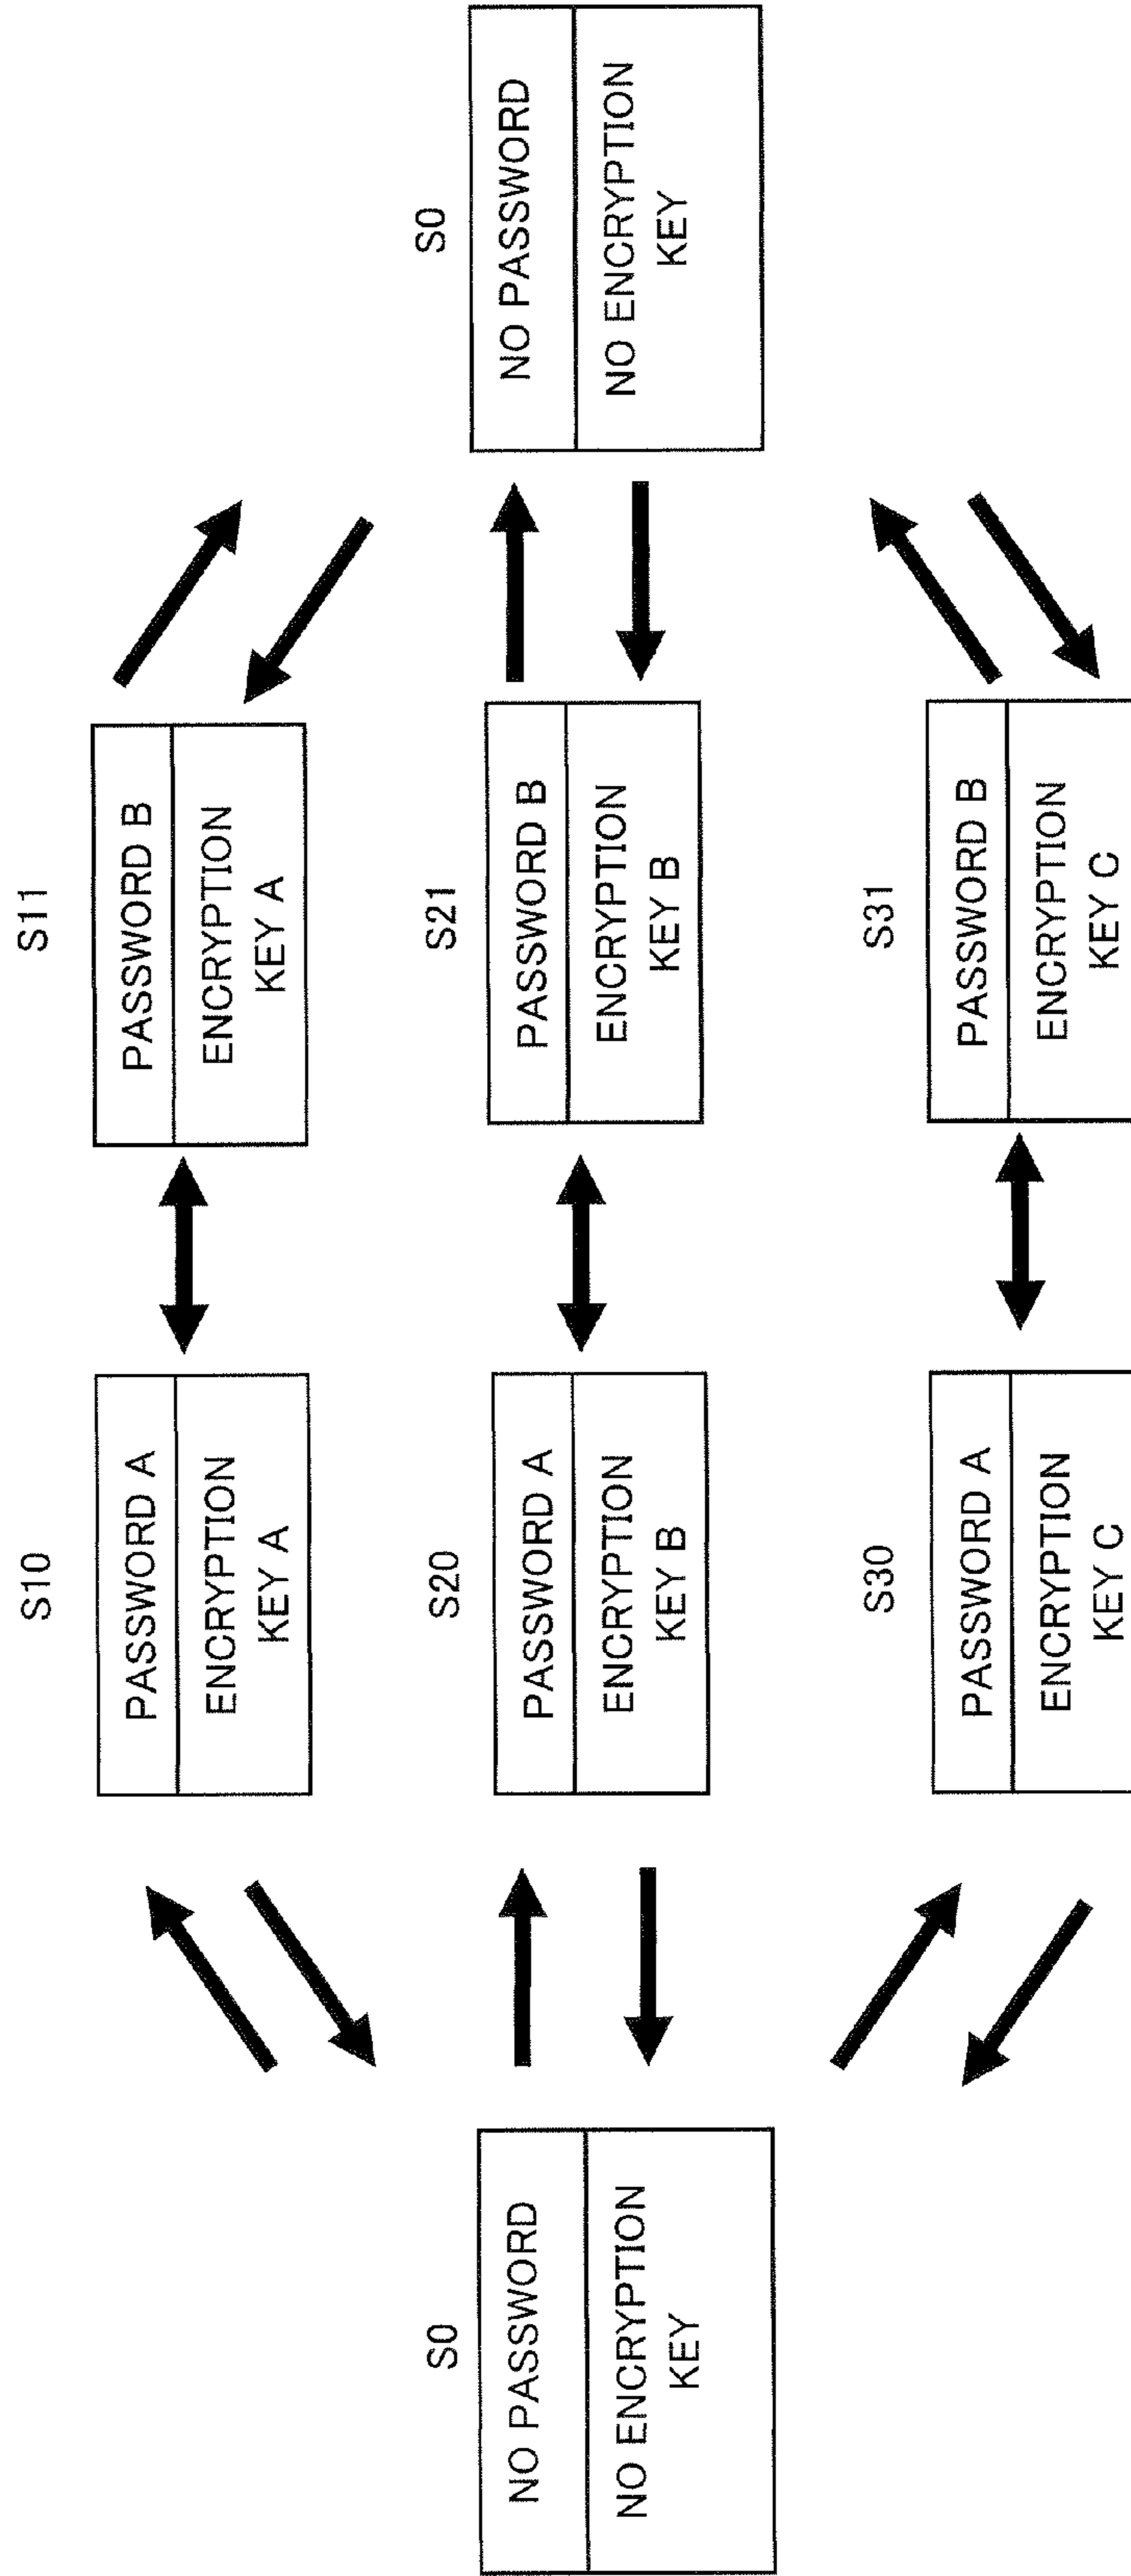 S10
PASSWORD A
ENCRYPTION
KEY A
S11
PASSWORD B
ENCRYPTION
KEY A
S0
NO PASSWORD
NO ENCRYPTION
KEY
S20
PASSWORD A
ENCRYPTION
KEY B
S21
PASSWORD B
ENCRYPTION
KEY B
S0
NO PASSWORD
NO ENCRYPTION
KEY
S30
PASSWORD A
ENCRYPTION
KEY C
S31
PASSWORD B
ENCRYPTION
KEY C